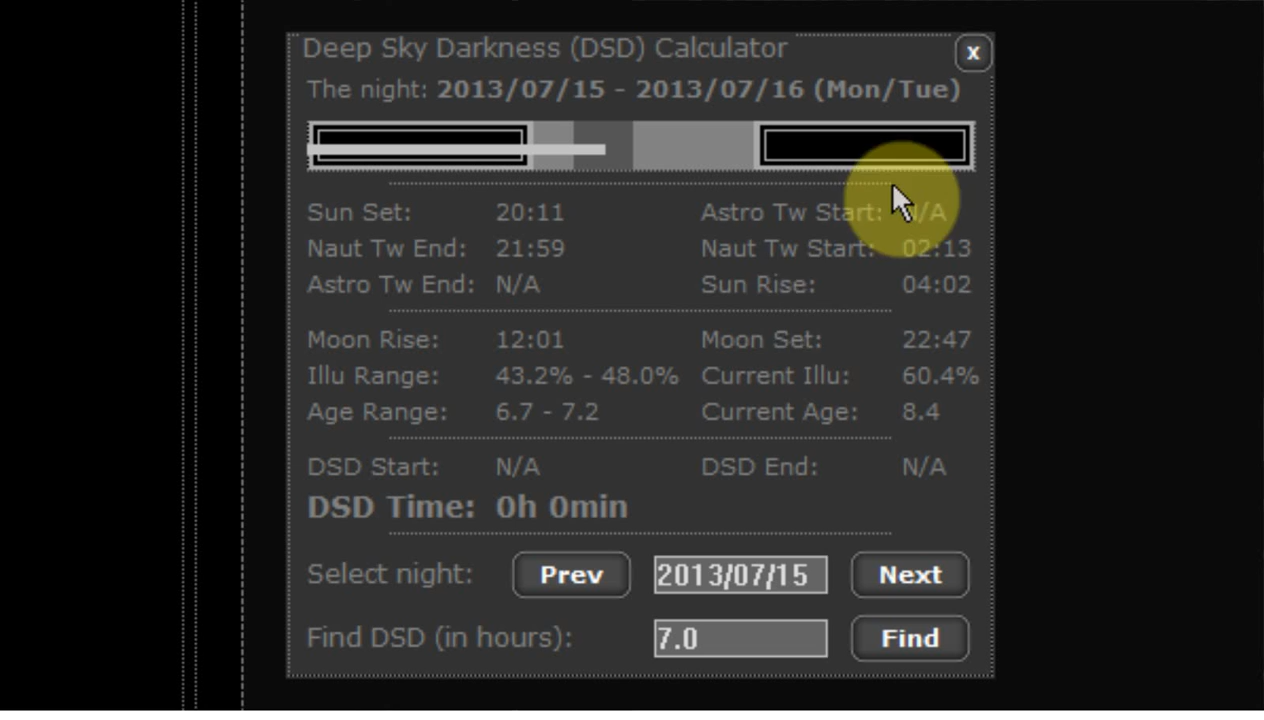 Deep Sky Darkness (DSD) Calculator x
The night: 2013/07/15 - 2013/07/16 (Mon/Tue)
Sun Set: 20:11 Astro Tw Start: N/A
Naut Tw End: 21:59 Naut Tw Start: 02:13
Astro Tw End: N/A Sun Rise: 04:02
Moon Rise: 12:01 Moon Set: 22:47
Illu Range: 43.2% - 48.0% Current Illu: 60.4%
Age Range: 6.7 - 7.2 Current Age: 8.4
DSD Start: N/A DSD End: N/A
DSD Time: 0h 0min
Select night: Prev 2013/07/15 Next
Find DSD (in hours): 7.0 Find